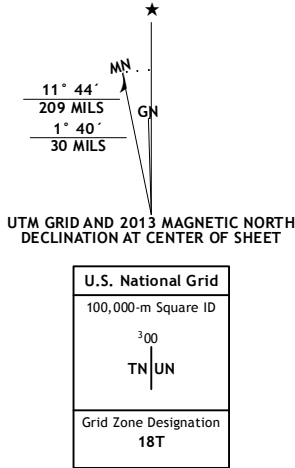 ★
MN
11° 44´
209 MILS
GN
1° 40´
30 MILS
UTM GRID AND 2013 MAGNETIC NORTH
DECLINATION AT CENTER OF SHEET
U.S. National Grid
100,000-m Square ID
³00
TN UN
Grid Zone Designation
18T